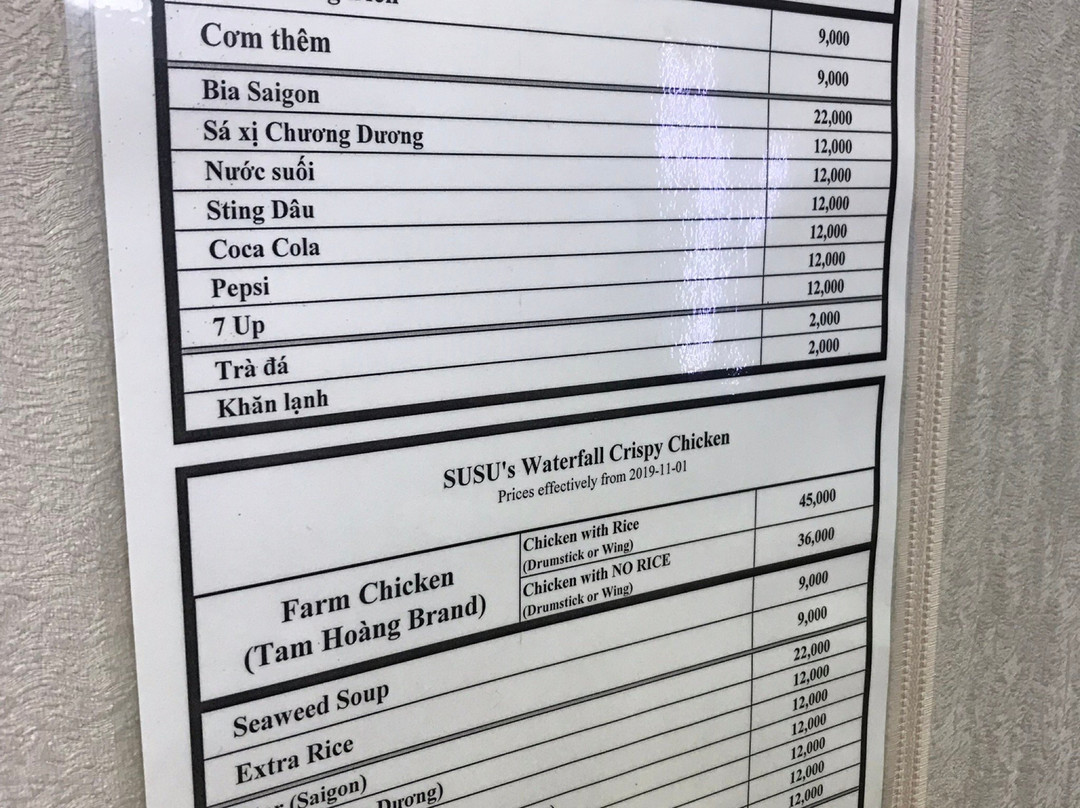 9,000
Cơm thêm 9,000
Bia Saigon 22,000
Sá xị Chương Dương 12,000
Nước suối 12,000
Sting Dâu 12,000
Coca Cola 12,000
Pepsi 12,000
7 Up 12,000
Trà đá 2,000
Khăn lạnh 2,000
SUSU's Waterfall Crispy Chicken
Prices effectively from 2019-11-01
Farm Chicken
(Tam Hoàng Brand)
Chicken with Rice 45,000
(Drumstick or Wing)
Chicken with NO RICE 36,000
(Drumstick or Wing)
Seaweed Soup 9,000
Extra Rice 9,000
(Saigon) 22,000
Dương) 12,000
12,000
12,000
12,000
12,000
12,000